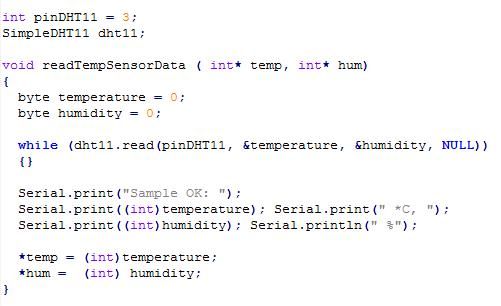 int pinDHT11 = 3;
SimpleDHT11 dht11;
void readTempSensorData ( int* temp, int* hum)
{
byte temperature = 0;
byte humidity = 0;
while (dht11.read(pinDHT11, &temperature, &humidity, NULL))
{}
Serial.print("Sample OK: ");
Serial.print((int)temperature); Serial.print(" *C, ");
Serial.print((int)humidity); Serial.println(" %");
*temp = (int)temperature;
*hum =  (int) humidity;
}